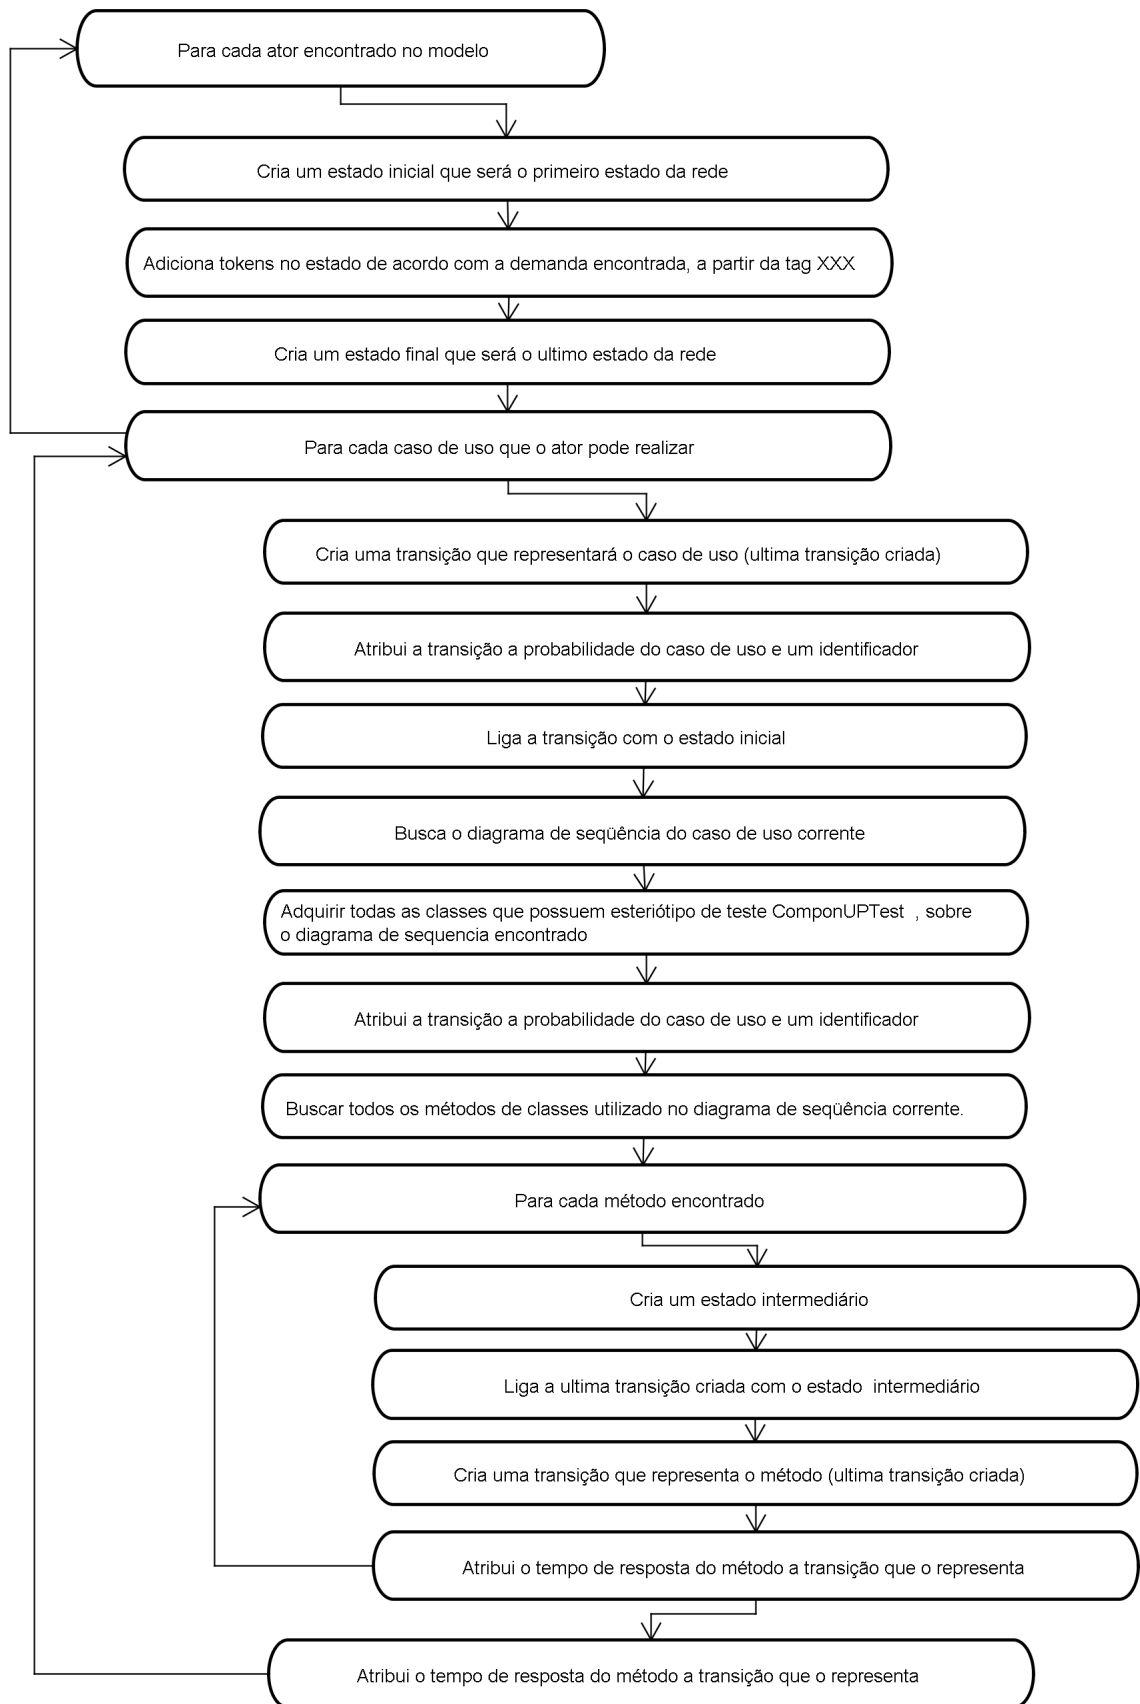 Para cada ator encontrado no modelo
Cria um estado inicial que será o primeiro estado da rede
Adiciona tokens no estado de acordo com a demanda encontrada, a partir da tag XXX
Cria um estado final que será o ultimo estado da rede
Para cada caso de uso que o ator pode realizar
Cria uma transição que representará o caso de uso (ultima transição criada)
Atribui a transição a probabilidade do caso de uso e um identificador
Liga a transição com o estado inicial
Busca o diagrama de seqüência do caso de uso corrente
Adquirir todas as classes que possuem esteriótipo de teste ComponUPTest , sobre
o diagrama de sequencia encontrado
Atribui a transição a probabilidade do caso de uso e um identificador
Buscar todos os métodos de classes utilizado no diagrama de seqüência corrente.
Para cada método encontrado
Cria um estado intermediário
Liga a ultima transição criada com o estado intermediário
Cria uma transição que representa o método (ultima transição criada)
Atribui o tempo de resposta do método a transição que o representa
Atribui o tempo de resposta do método a transição que o representa